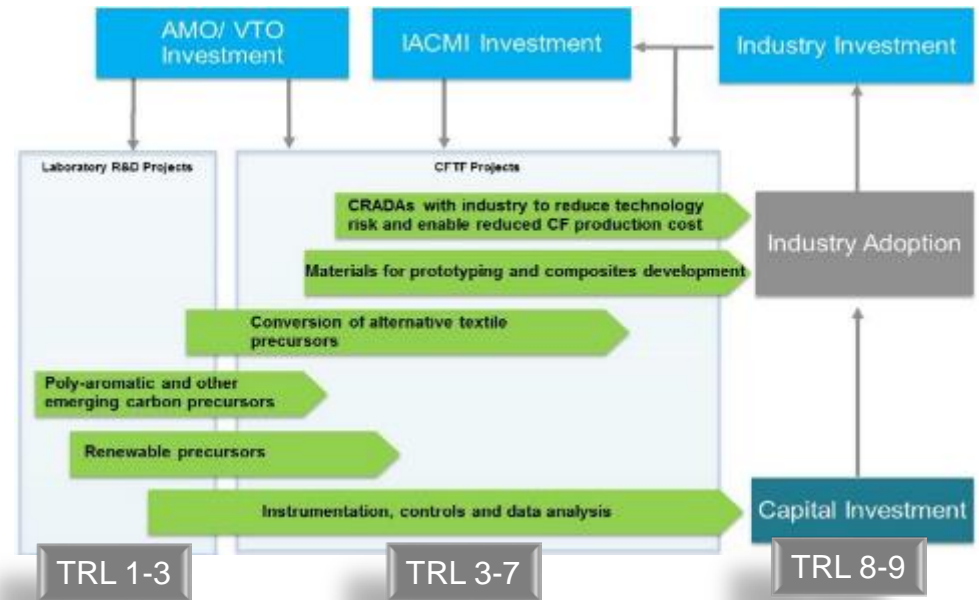 AMO/ VTO
Investment
IACMI Investment
Industry Investment
Laboratory R&D Projects
CFTF Projects
CRADAs with industry to reduce technology
risk and enable reduced CF production cost
Industry Adoption
Materials for prototyping and composites development
Conversion of alternative textile
precursors
Poly-aromatic and other
emerging carbon precursors
Renewable precursors
Instrumentation, controls and data analysis
Capital Investment
TRL 1-3
TRL 3-7
TRL 8-9